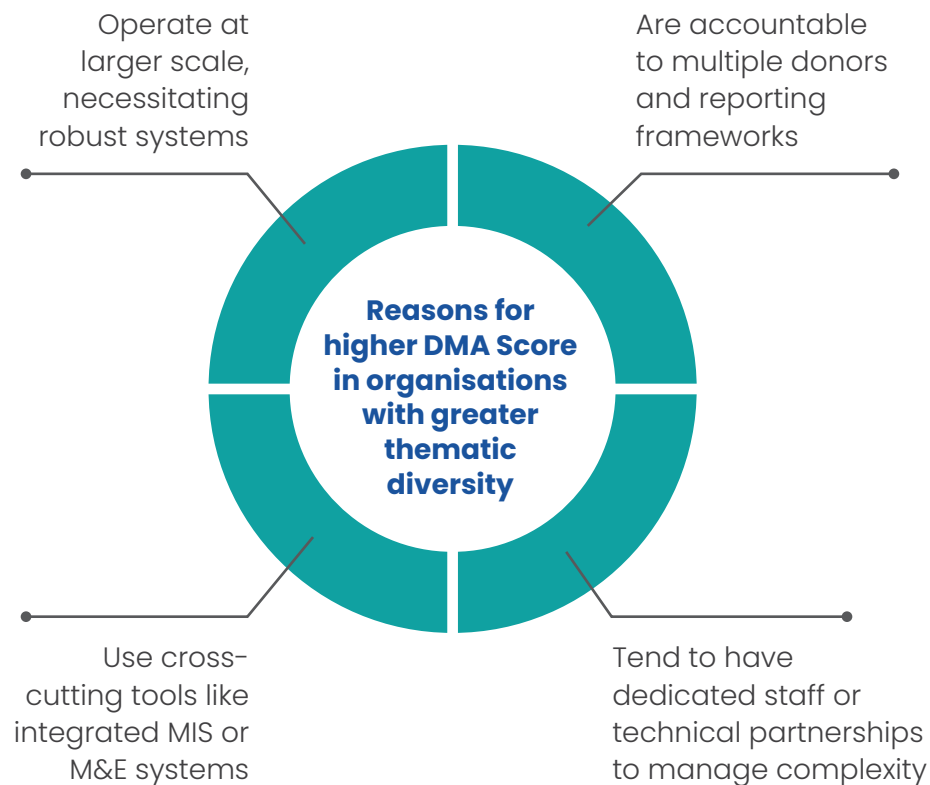 Operate at
larger scale,
necessitating
robust systems
Are accountable
to multiple donors
and reporting
frameworks
Reasons for
higher DMA Score
in organisations
with greater
thematic
diversity
Use cross-
cutting tools like
integrated MIS or
M&E systems
Tend to have
dedicated staff or
technical partnerships
to manage complexity